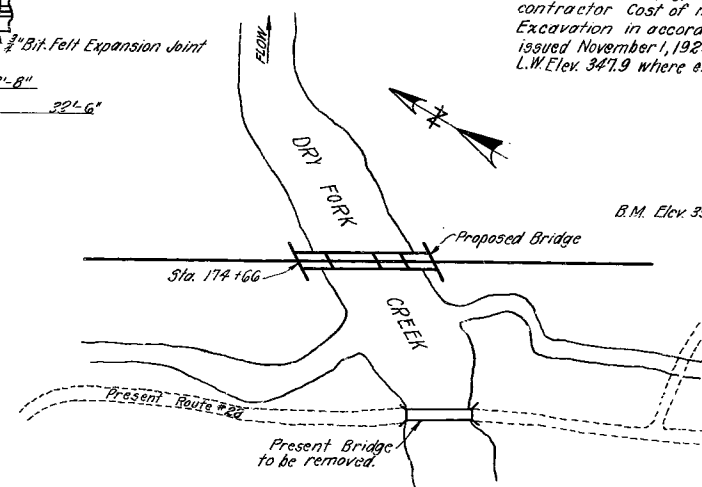 contractor Cost of
Excavation in accord
issued November 1, 192
L.W. Elev. 347.9 where e
3/4" Bit. Felt Expansion Joint
'-8"
32'-6"
FLOW
N
DRY FORK
B.M. Elev. 3
Proposed Bridge
Sta. 174+66
CREEK
Present Route #2
Present Bridge
to be removed.